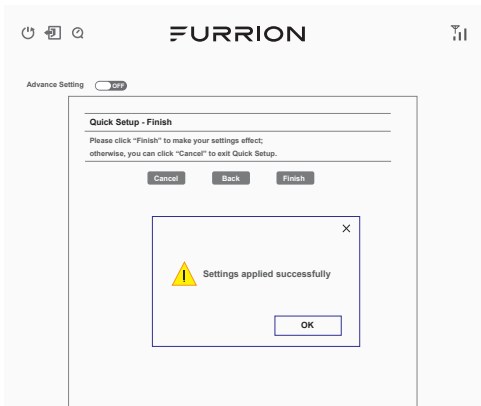 FURRION
Advance Setting OFF
Quick Setup - Finish
Please click “Finish” to make your settings effect;
otherwise, you can click “Cancel” to exit Quick Setup.
Cancel Back Finish
Settings applied successfully
OK